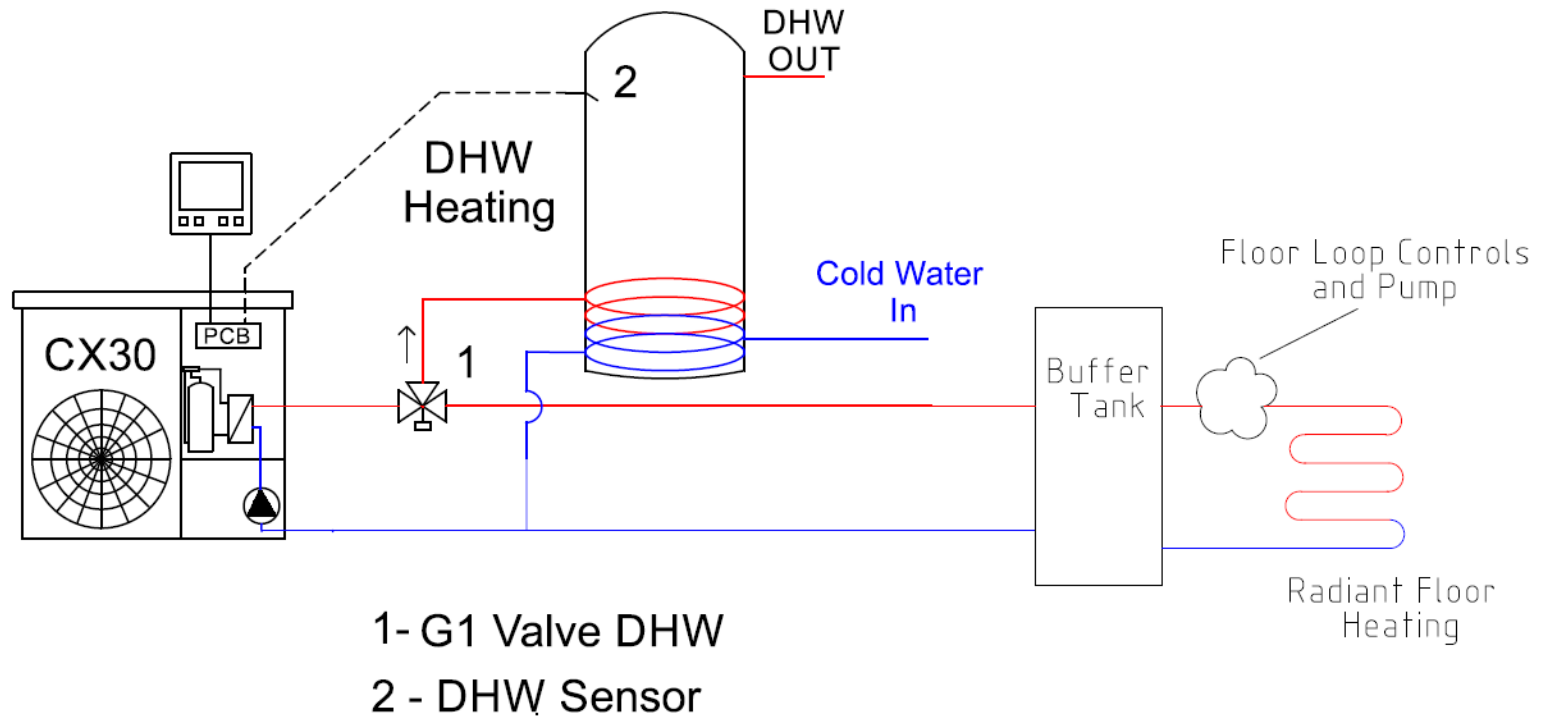 DHW
OUT
2
DHW
Heating
Floor Loop Controls
and Pump
Cold Water
In
PCB
CX30
1
Buffer
Tank
Radiant Floor
Heating
1- G1 Valve DHW
2 - DHW Sensor